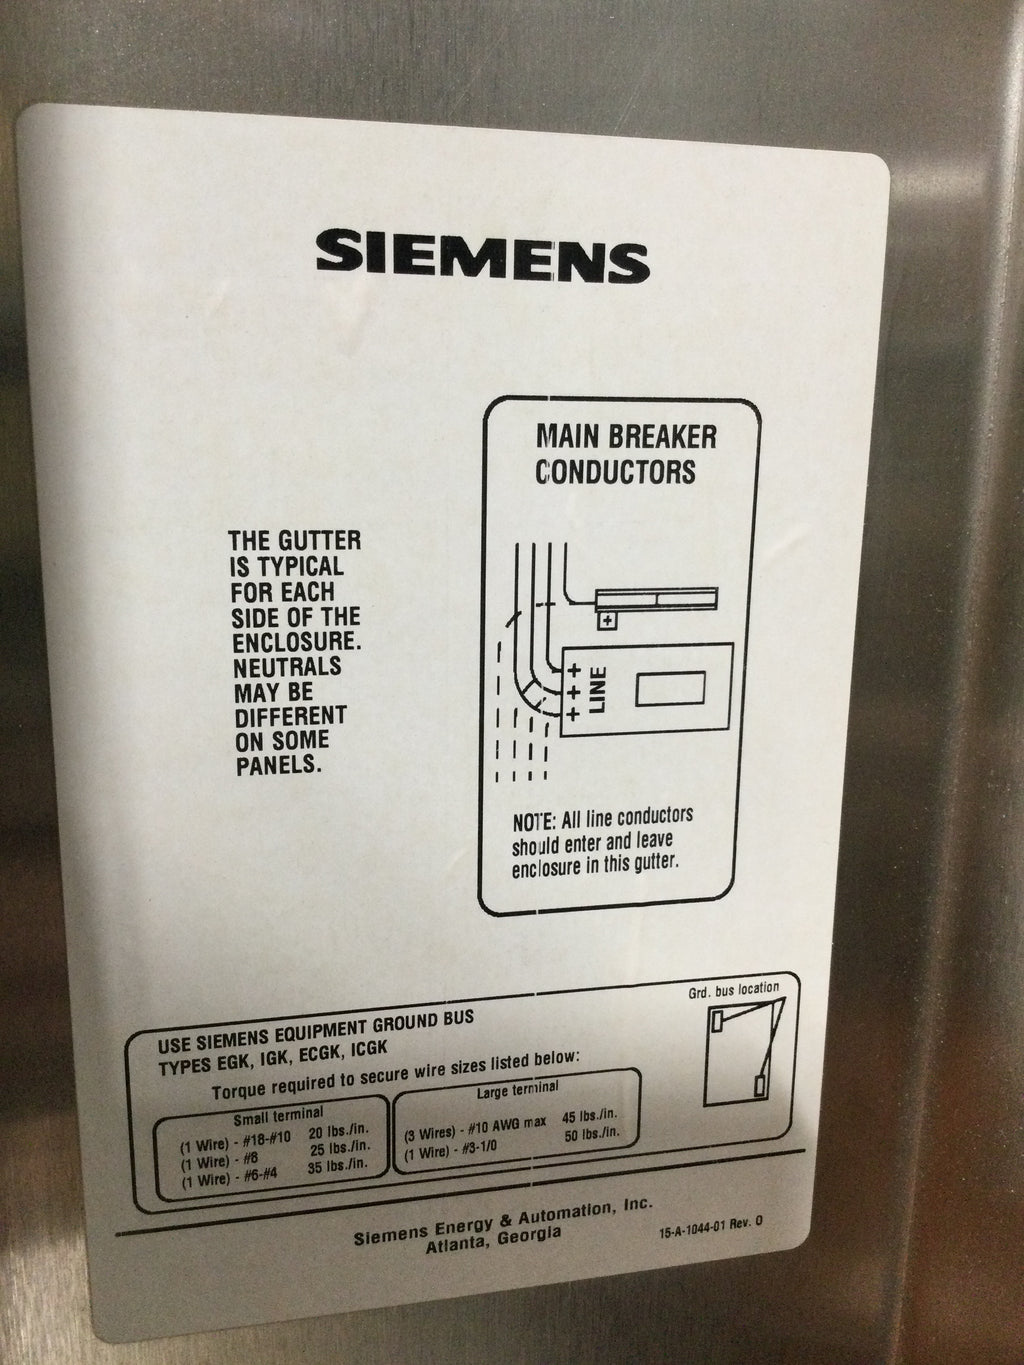 SIEMENS
MAIN BREAKER
CONDUCTORS
THE GUTTER
IS TYPICAL
FOR EACH
SIDE OF THE
ENCLOSURE.
NEUTRALS
MAY BE
DIFFERENT
ON SOME
PANELS.
+
+
+
+
LINE
NOTE: All line conductors
should enter and leave
enclosure in this gutter.
USE SIEMENS EQUIPMENT GROUND BUS
TYPES EGK, IGK, ECGK, ICGK
Grd. bus location
Torque required to secure wire sizes listed below:
Small terminal
(1 Wire) - #18-#10 20 lbs./in.
(1 Wire) - #8 25 lbs./in.
(1 Wire) - #6-#4 35 lbs./in.
Large terminal
(3 Wires) - #10 AWG max 45 lbs./in.
(1 Wire) - #3-1/0 50 lbs./in.
Siemens Energy & Automation, Inc.
Atlanta, Georgia
15-A-1044-01 Rev. 0